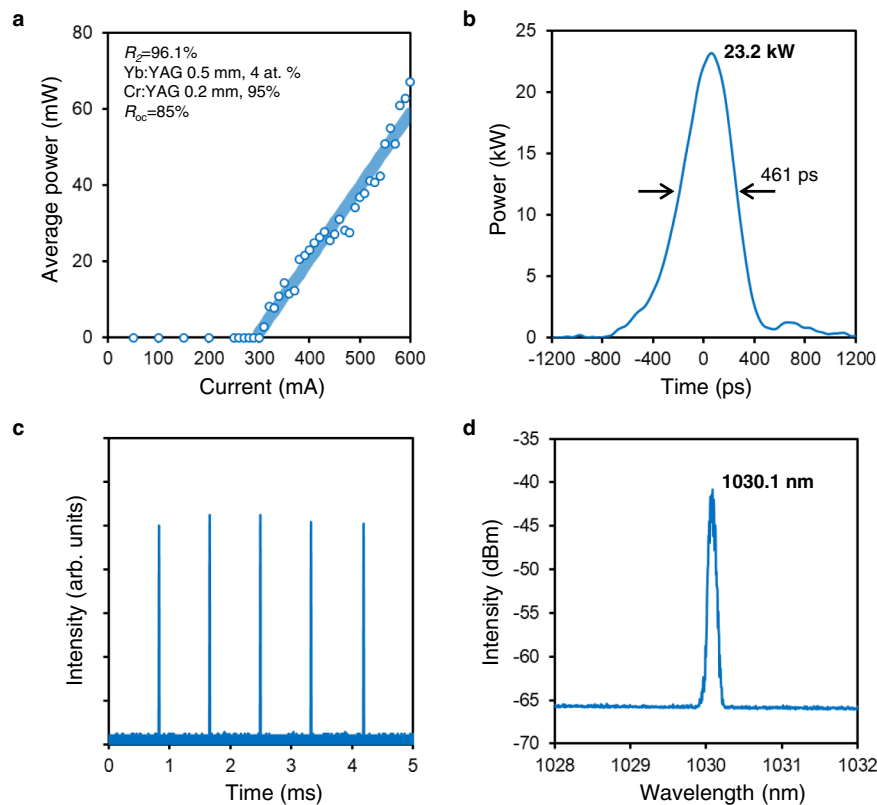 a
R2=96.1%
Yb:YAG 0.5 mm, 4 at. %
Cr:YAG 0.2 mm, 95%
Roc=85%
Average power (mW)
80
60
40
20
0
0 100 200 300 400 500 600
Current (mA)
b
23.2 kW
461 ps
Power (kW)
25
20
15
10
5
0
-1200 -800 -400 0 400 800 1200
Time (ps)
c
Intensity (arb. units)
0 1 2 3 4 5
Time (ms)
d
1030.1 nm
Intensity (dBm)
-35
-40
-45
-50
-55
-60
-65
-70
1028 1029 1030 1031 1032
Wavelength (nm)